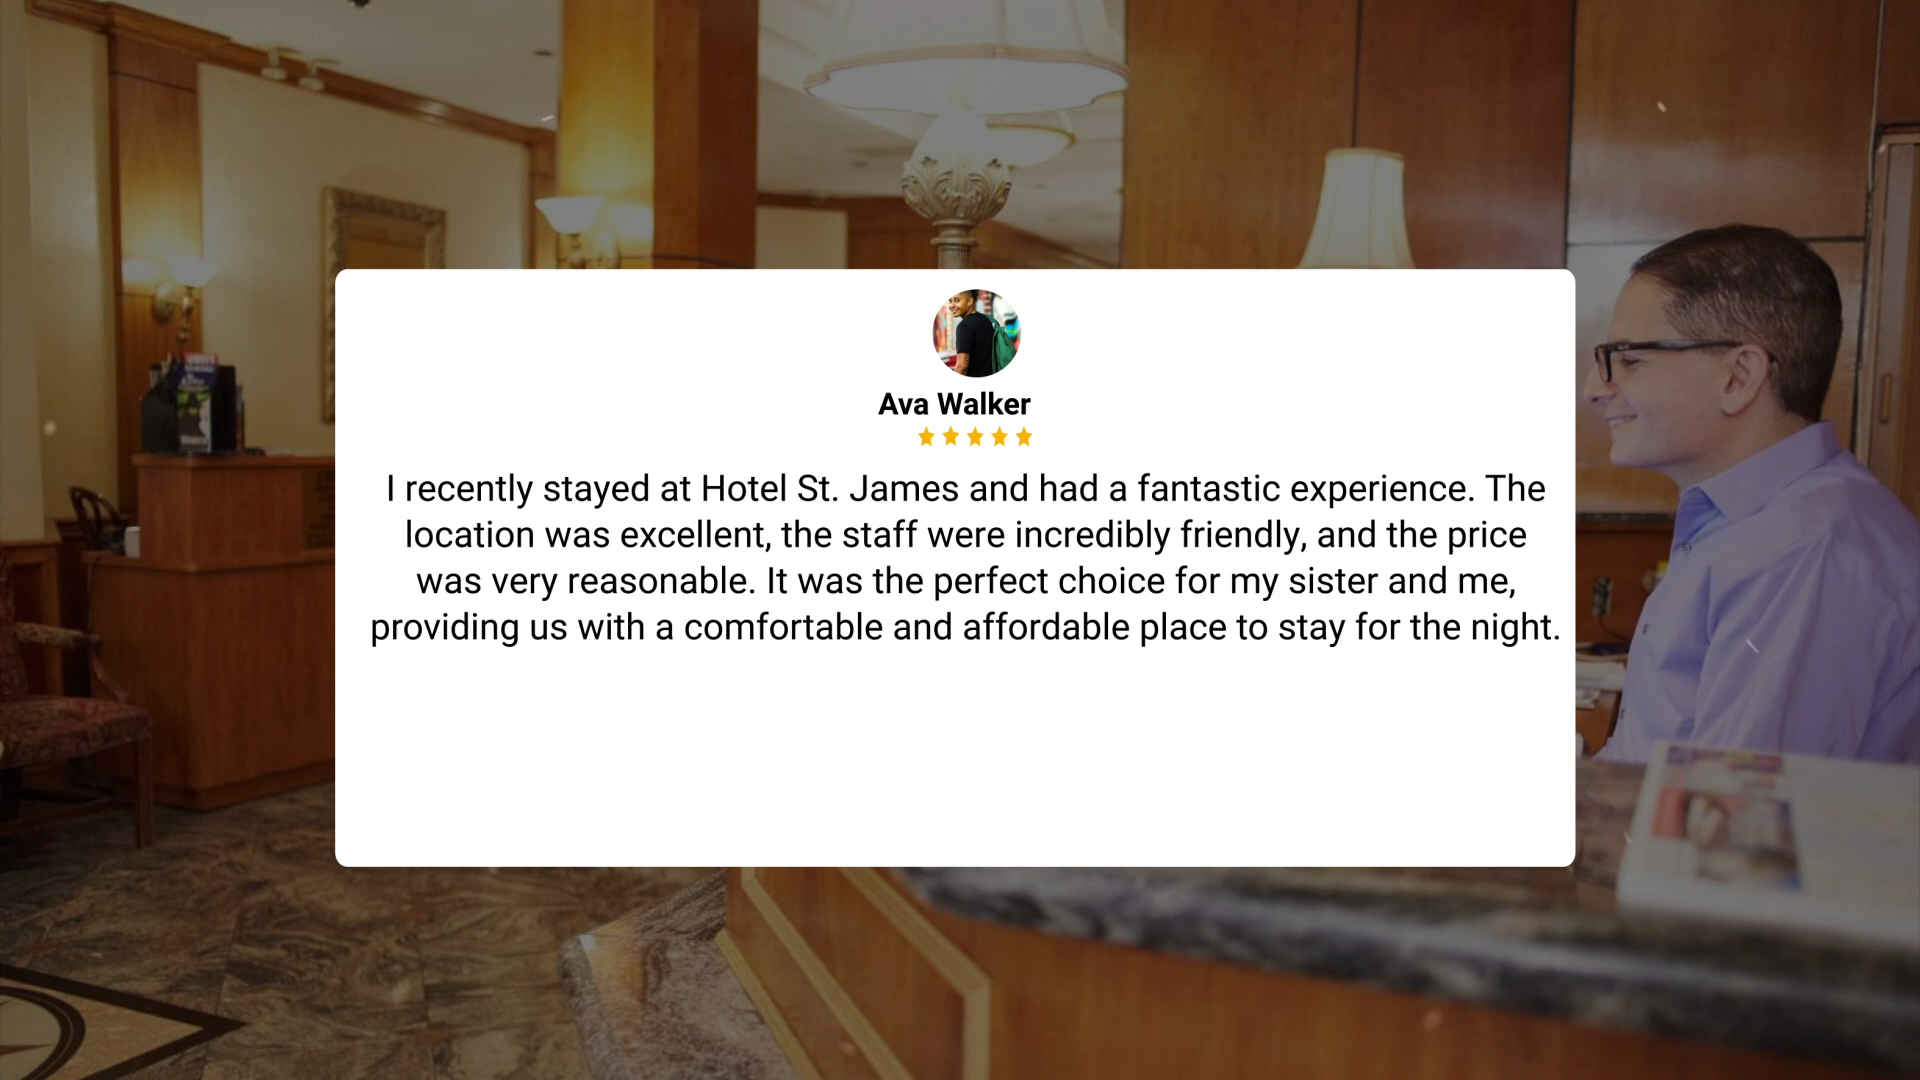 Ava Walker
I recently stayed at Hotel St. James and had a fantastic experience. The
location was excellent, the staff were incredibly friendly, and the price
was very reasonable. It was the perfect choice for my sister and me,
providing us with a comfortable and affordable place to stay for the night.